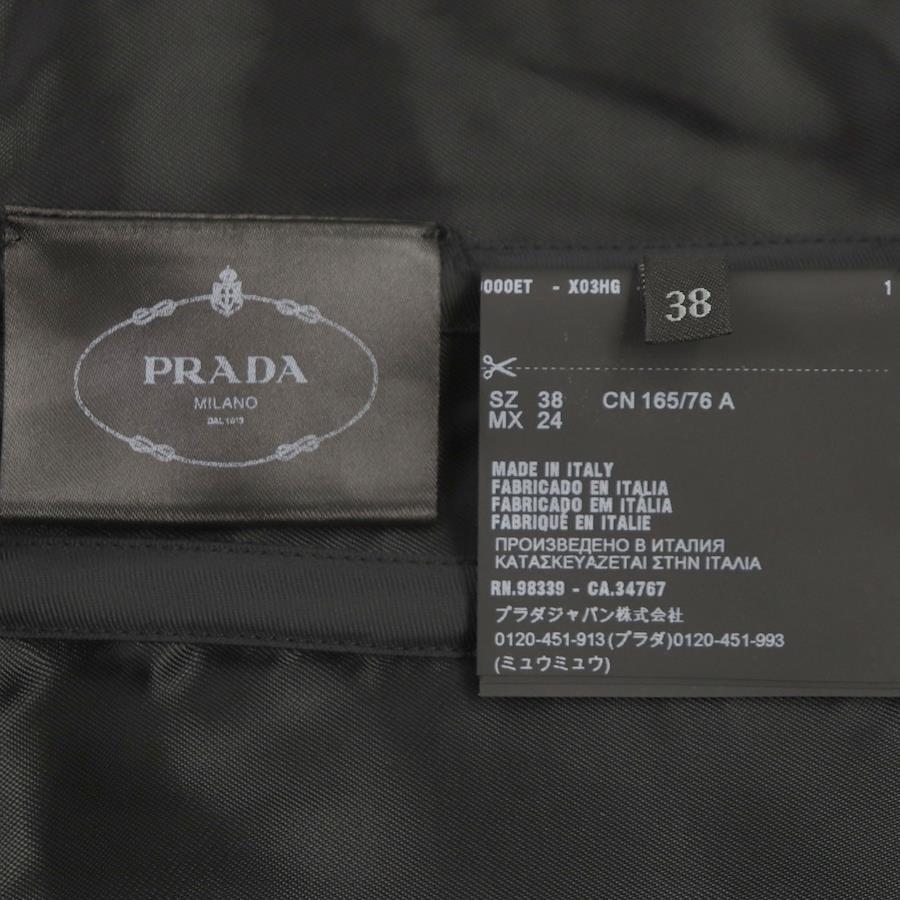 PRADA
MILANO
DAL 1913
000ET - X03HG 1
38
SZ 38 CN 165/76 A
MX 24
MADE IN ITALY
FABRICADO EN ITALIA
FABRICADO EM ITÁLIA
FABRIQUÉ EN ITALIE
ПРОИЗВЕДЕНО В ИТАЛИЯ
ΚΑΤΑΣΚΕΥΑΖΕΤΑΙ ΣΤΗΝ ΙΤΑΛΙΑ
RN.98339 - CA.34767
プラダジャパン株式会社
0120-451-913(プラダ)0120-451-993
(ミュウミュウ)